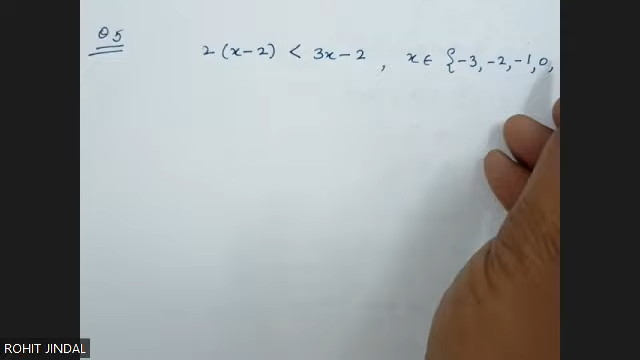 Q5
2 (x-2) < 3x-2 , x ∈ {-3, -2, -1, 0,
ROHIT JINDAL